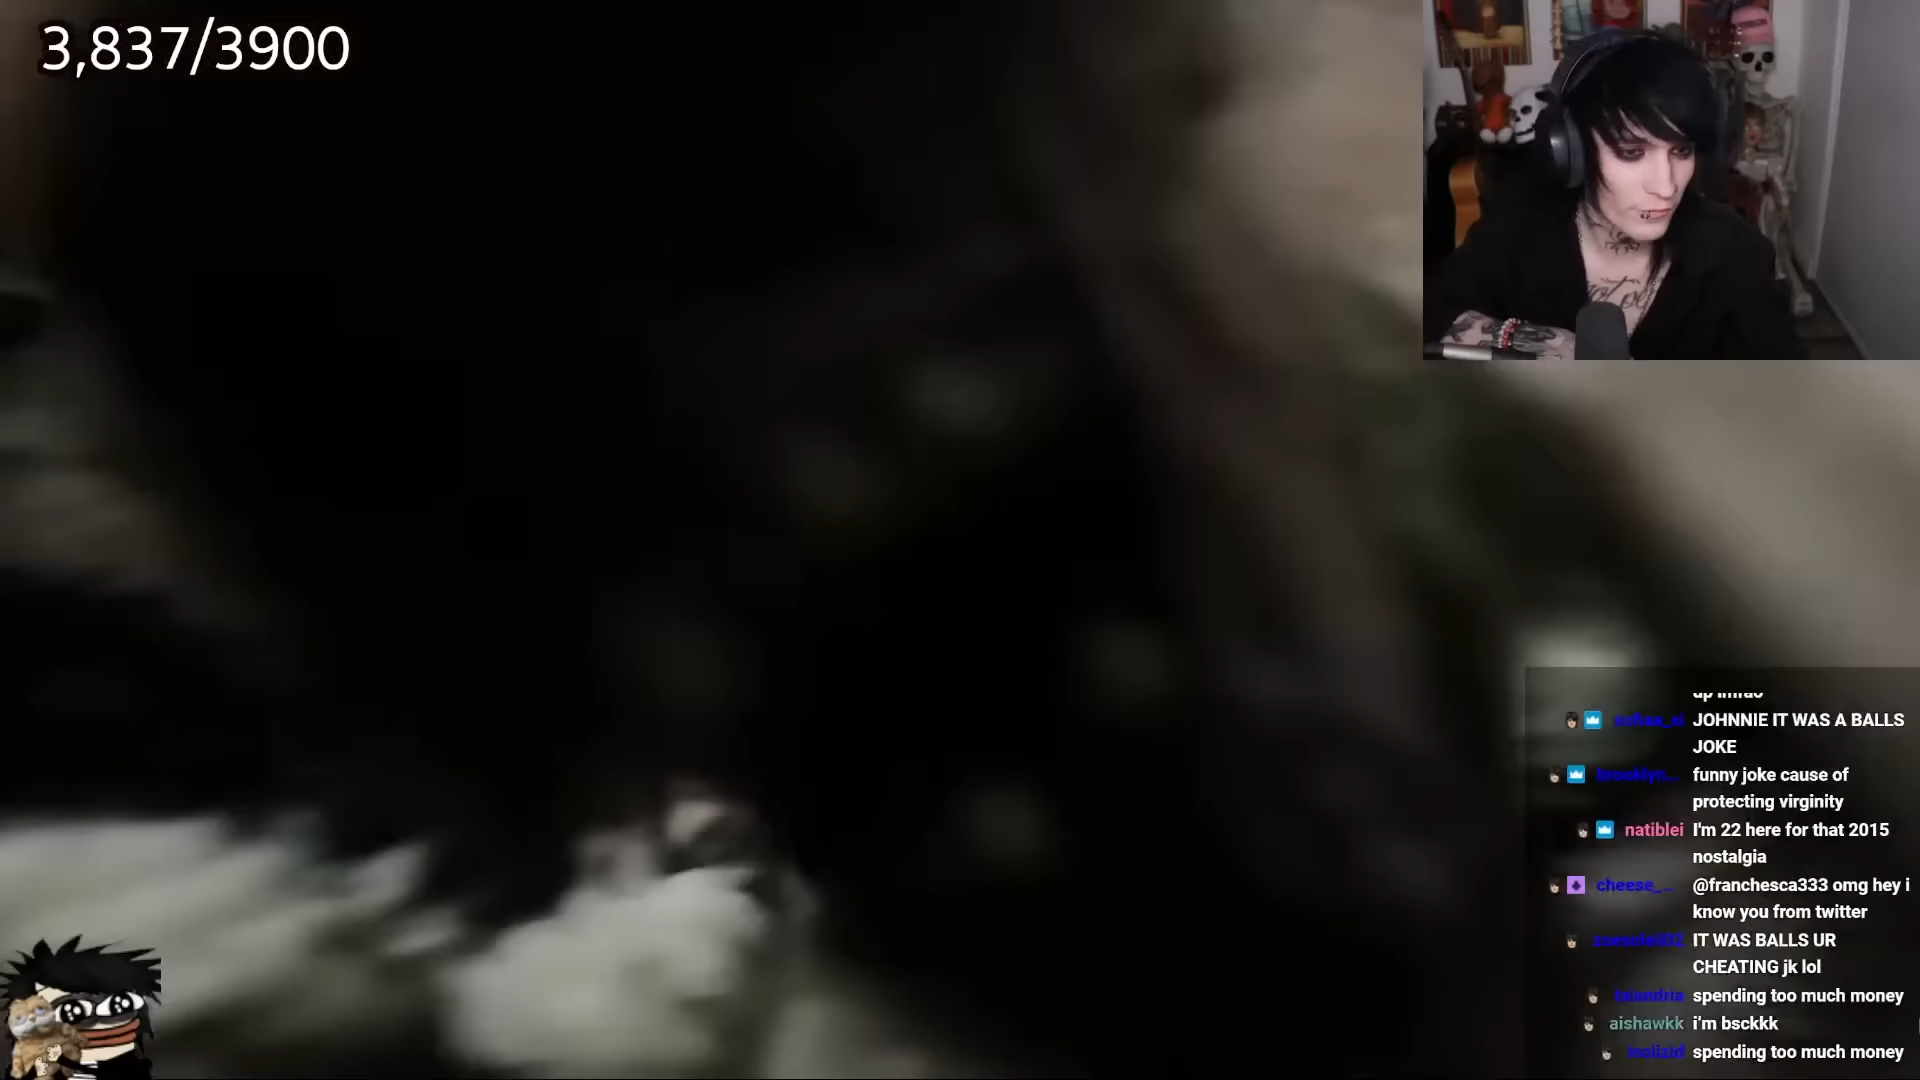 3,837/3900
JOHNNIE IT WAS A BALLS
JOKE
brooklyn... funny joke cause of
protecting virginity
natiblei I'm 22 here for that 2015
nostalgia
cheese_... @franchesca333 omg hey i
know you from twitter
IT WAS BALLS UR
CHEATING jk lol
spending too much money
aishawkk i'm bsckkk
spending too much money